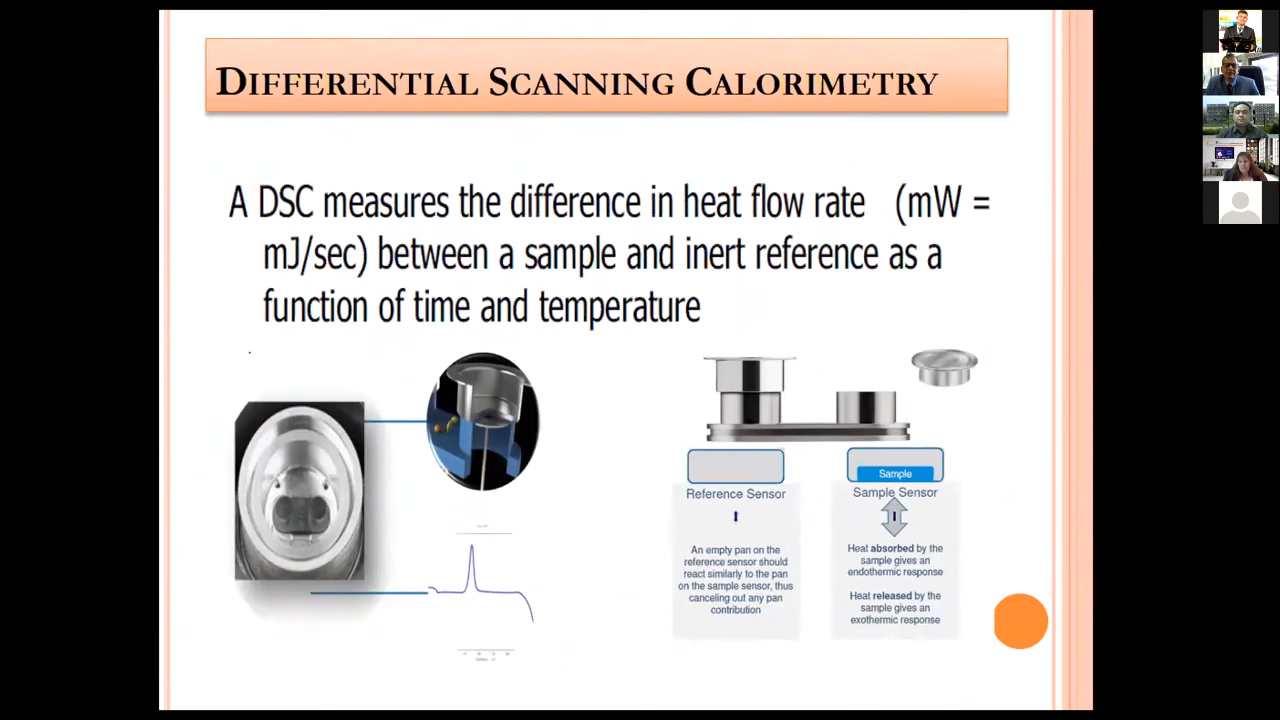 DIFFERENTIAL SCANNING CALORIMETRY
A DSC measures the difference in heat flow rate (mW =
mJ/sec) between a sample and inert reference as a
function of time and temperature
Sample
Reference Sensor
An empty pan on the
reference sensor should
react similarly to the pan
on the sample sensor, thus
canceling out any pan
contribution
Sample Sensor
Heat absorbed by the
sample gives an
endothermic response
Heat released by the
sample gives an
exothermic response